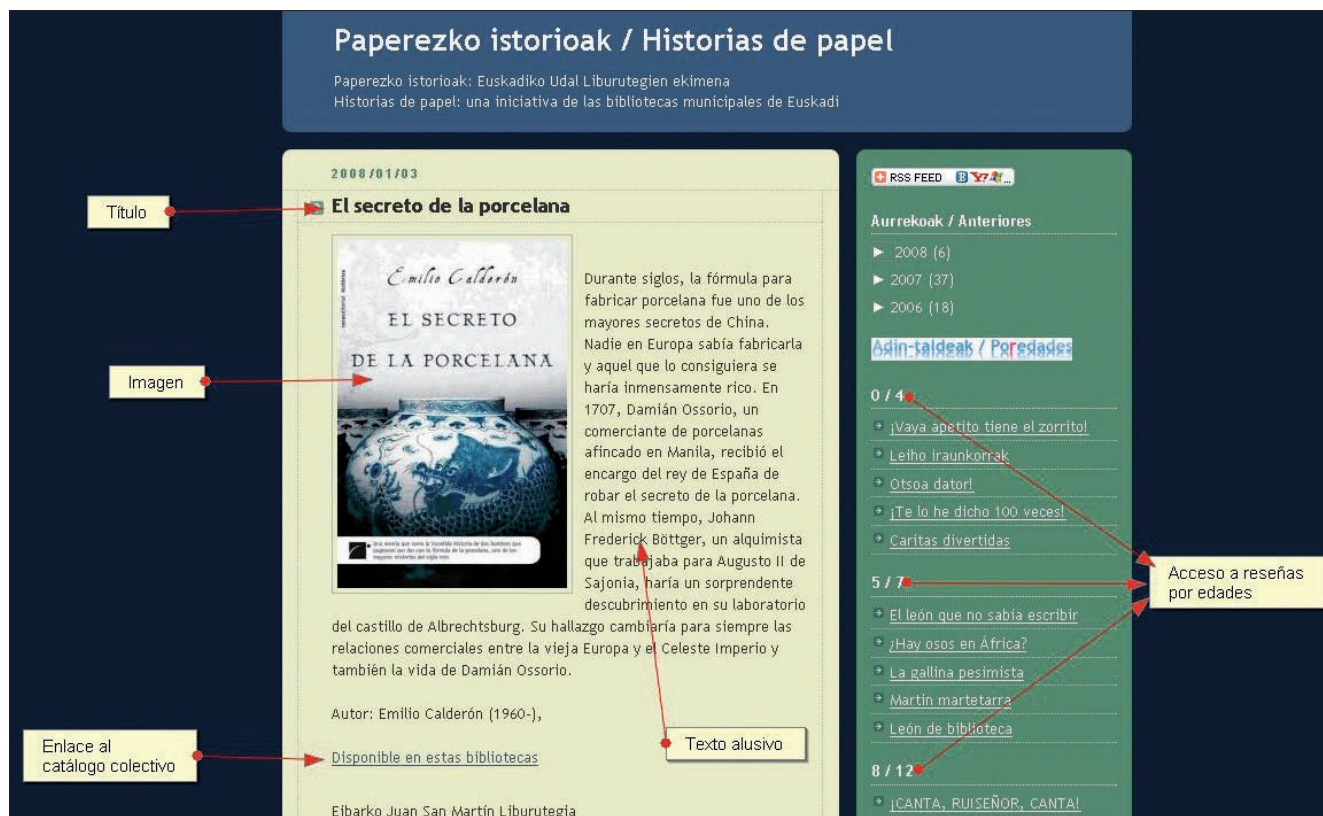 Paperezko istorioak / Historias de papel
Paperezko istorioak: Euskadiko Udal Liburutegien ekimena
Historias de papel: una iniciativa de las bibliotecas municipales de Euskadi
2008/01/03
Título
El secreto de la porcelana
Imagen
Emilio Calderón
EL SECRETO
DE LA PORCELANA
Durante siglos, la fórmula para
fabricar porcelana fue uno de los
mayores secretos de China.
Nadie en Europa sabía fabricarla
y aquel que lo consiguiera se
haría inmensamente rico. En
1707, Damián Ossorio, un
comerciante de porcelanas
afincado en Manila, recibió el
encargo del rey de España de
robar el secreto de la porcelana.
Al mismo tiempo, Johann
Frederick Böttger, un alquimista
que trabajaba para Augusto II de
Sajonia, haría un sorprendente
descubrimiento en su laboratorio
del castillo de Albrechtsburg. Su hallazgo cambiaría para siempre las
relaciones comerciales entre la vieja Europa y el Celeste Imperio y
también la vida de Damián Ossorio.
Autor: Emilio Calderón (1960-),
Texto alusivo
Enlace al
catálogo colectivo
Disponible en estas bibliotecas
Eibarko Juan San Martín Liburutegia
RSS FEED
Aurrekoak / Anteriores
► 2008 (6)
► 2007 (37)
► 2006 (18)
Adin-taldeak / Por edades
0 / 4
¡Vaya apetito tiene el zorrito!
Leiho iraunkorrak
Otsoa dator!
¡Te lo he dicho 100 veces!
Caritas divertidas
5 / 7
El león que no sabía escribir
¿Hay osos en África?
La gallina pesimista
Martin martetarra
León de biblioteca
8 / 12
¡CANTA, RUISEÑOR, CANTA!
Acceso a reseñas
por edades